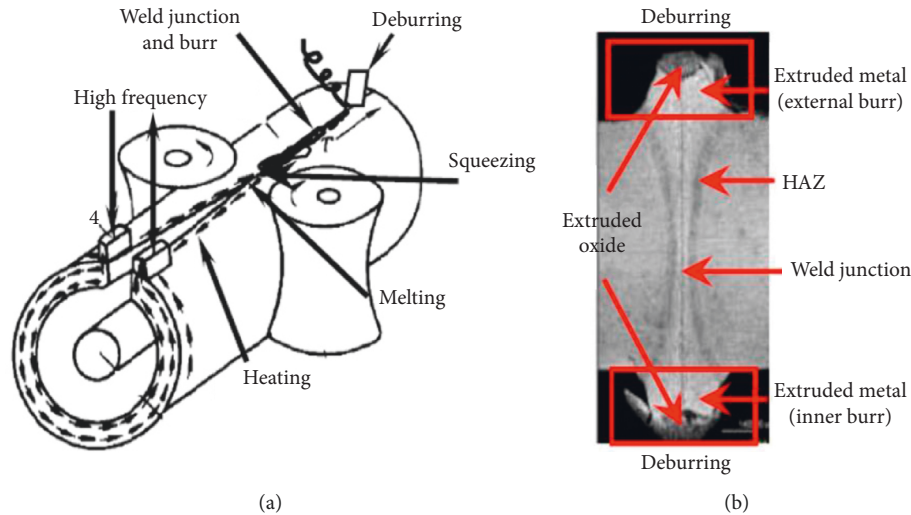 Weld junction
and burr
Deburring
High frequency
Squeezing
4
Melting
Heating
(a)
Deburring
Extruded metal
(external burr)
HAZ
Extruded
oxide
Weld junction
Extruded metal
(inner burr)
Deburring
(b)